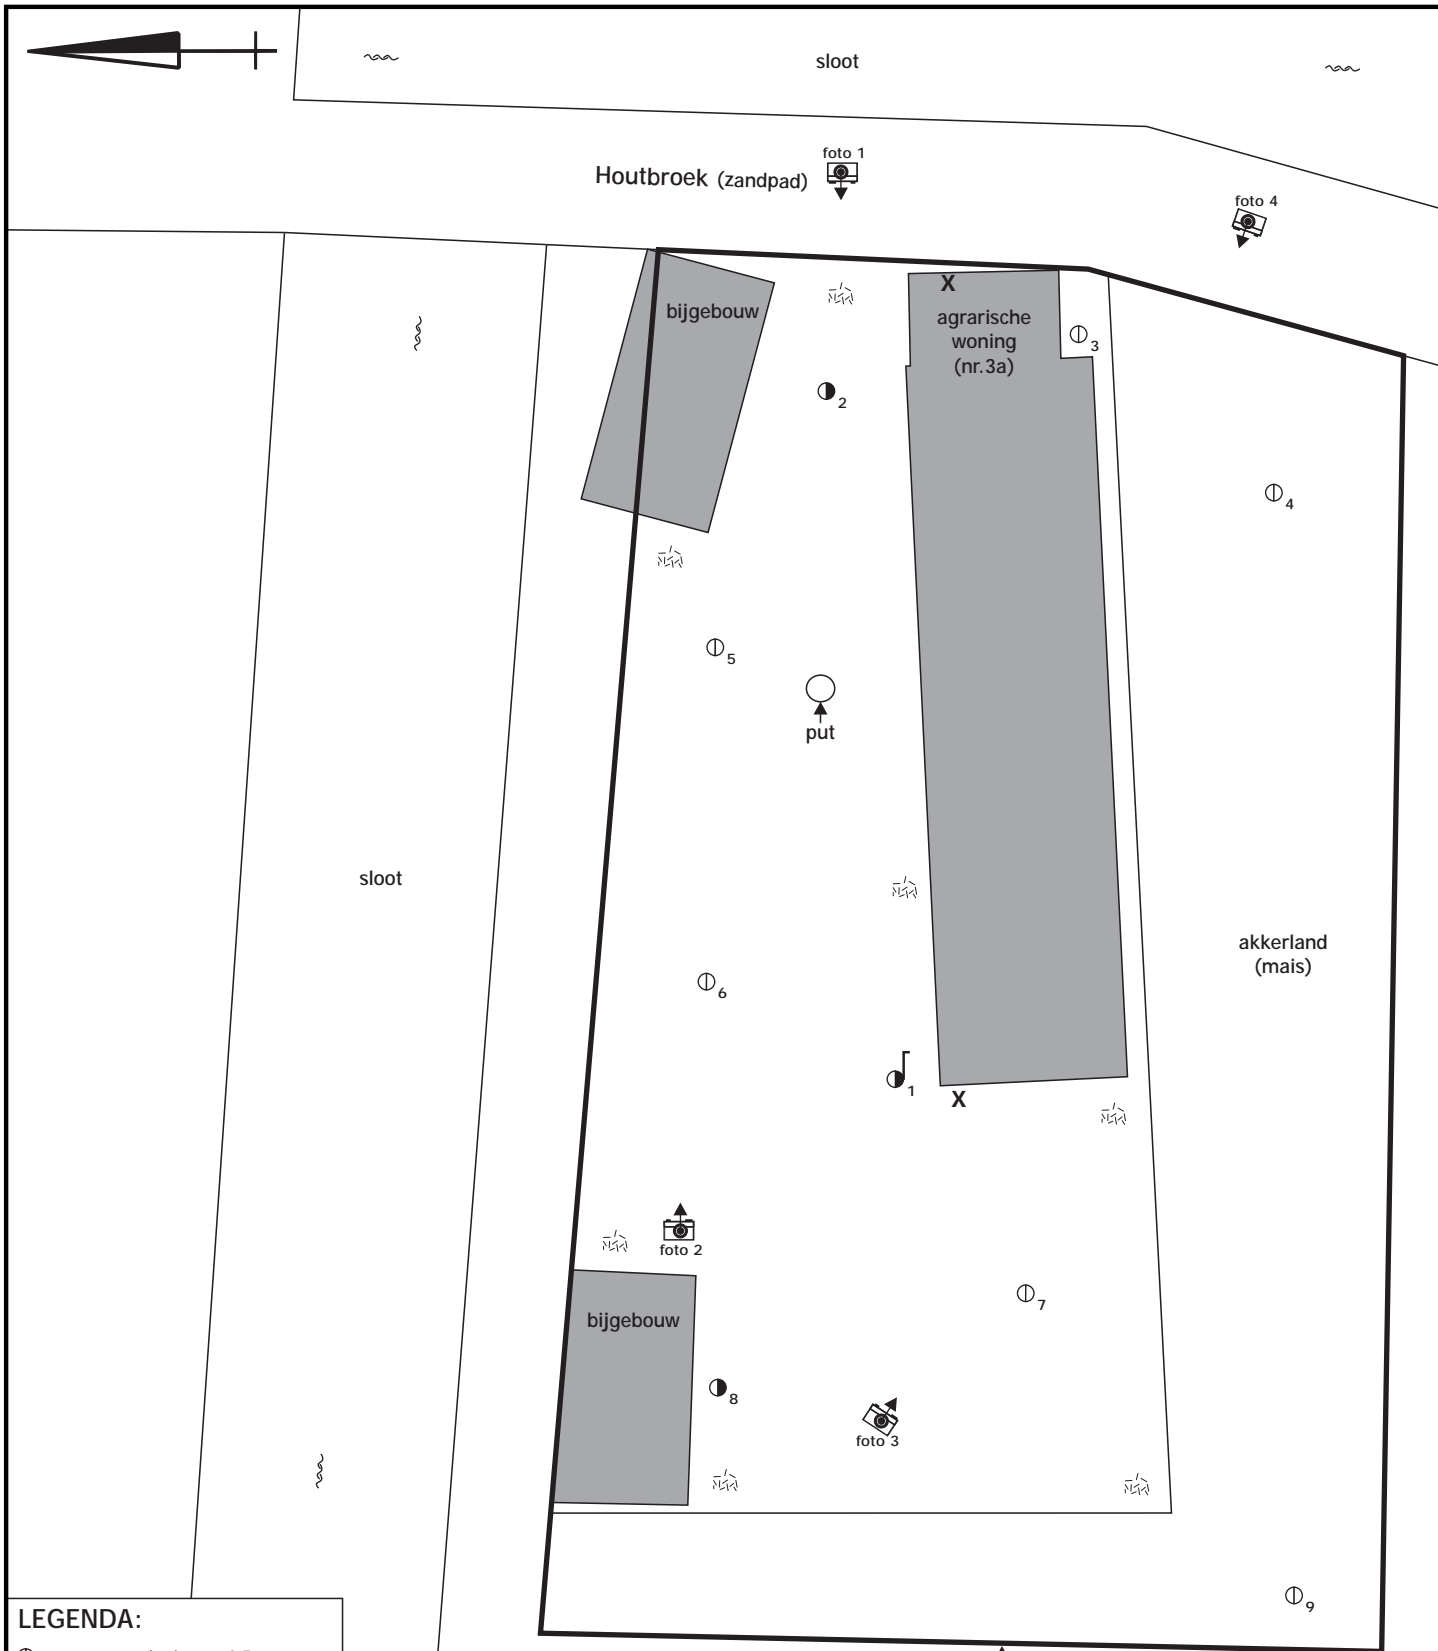 sloot
foto 1
Houtbroek (zandpad)
foto 4
bijgebouw
X
agrarische
woning
(nr.3a)
3
2
4
5
put
sloot
akkerland
(mais)
6
1
X
foto 2
7
bijgebouw
8
foto 3
9
LEGENDA: